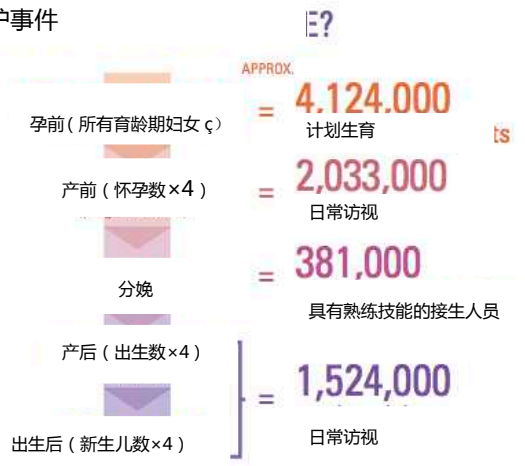 护事件
E?
APPROX.
孕前（所有育龄期妇女 ç）
= 4,124,000
计划生育
ts
产前（怀孕数×4）
= 2,033,000
日常访视
分娩
= 381,000
具有熟练技能的接生人员
产后（出生数×4）
= 1,524,000
出生后（新生儿数×4）
日常访视